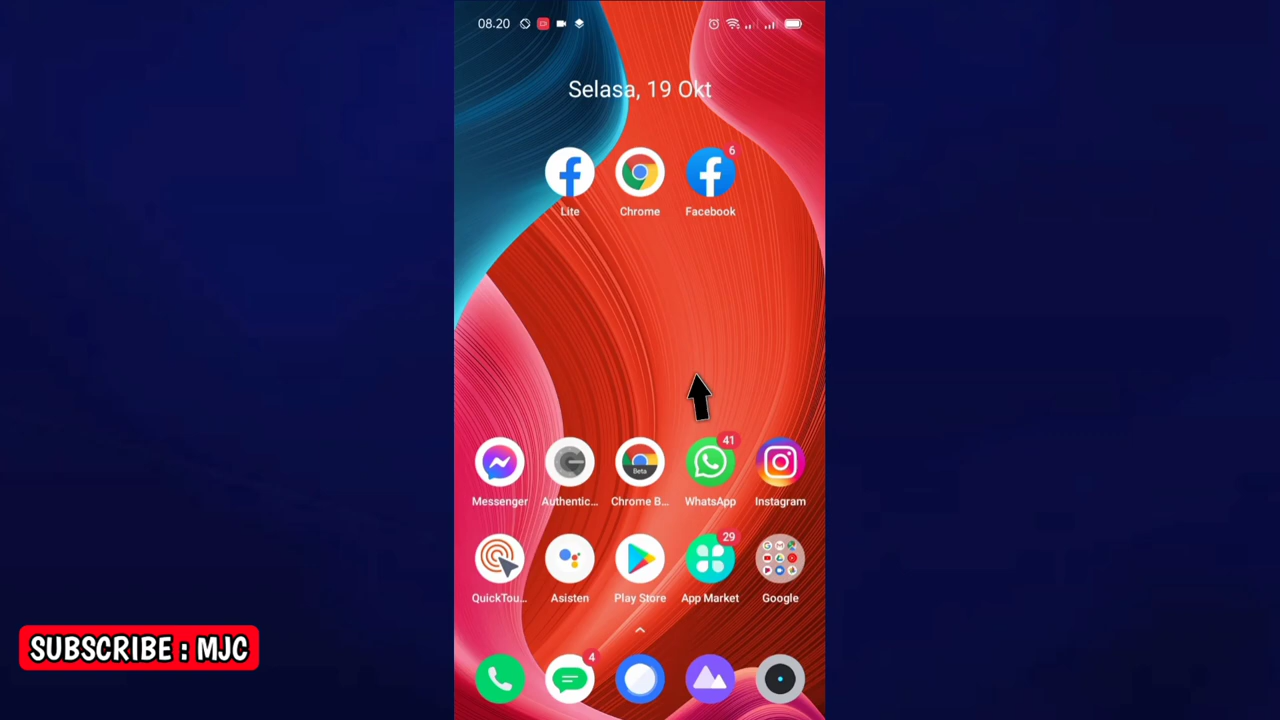 08.20
Selasa, 19 Okt
6
Lite Chrome Facebook
41
Beta
Messenger Authentic... Chrome B... WhatsApp Instagram
29
QuickTou... Asisten Play Store App Market Google
SUBSCRIBE : MJC
4